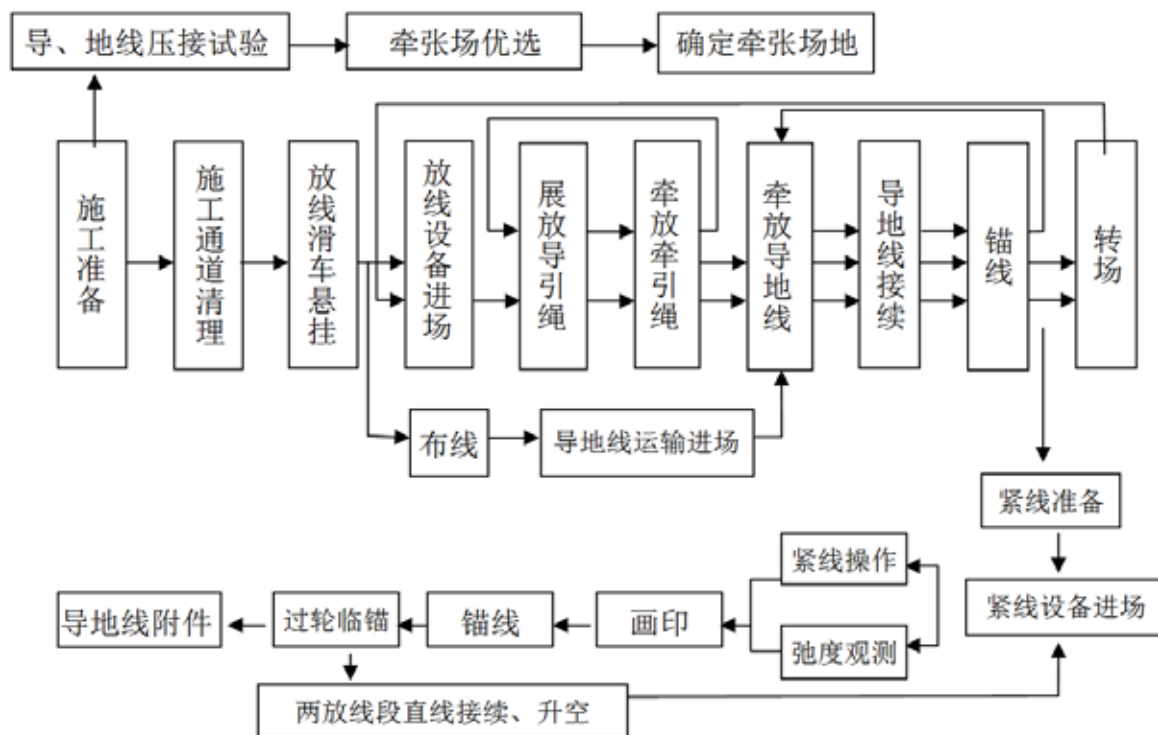 导、地线压接试验
牵张场优选
确定牵张场地
施工准备
施工通道清理
放线滑车悬挂
放线设备进场
展放导引绳
牵放牵引绳
牵放导地线
导地线接续
锚线
转场
布线
导地线运输进场
紧线准备
紧线设备进场
紧线操作
弛度观测
画印
锚线
过轮临锚
导地线附件
两放线段直线接续、升空